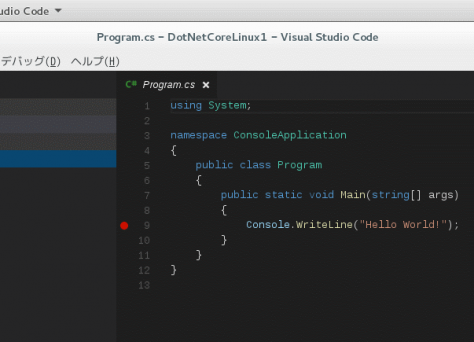 udio Code
Program.cs - DotNetCoreLinux1 - Visual Studio Code
デバッグ(D) ヘルプ(H)
C# Program.cs ×
1 using System;
2
3 namespace ConsoleApplication
4 {
5 public class Program
6 {
7 public static void Main(string[] args)
8 {
9 Console.WriteLine("Hello World!");
10 }
11 }
12 }
13